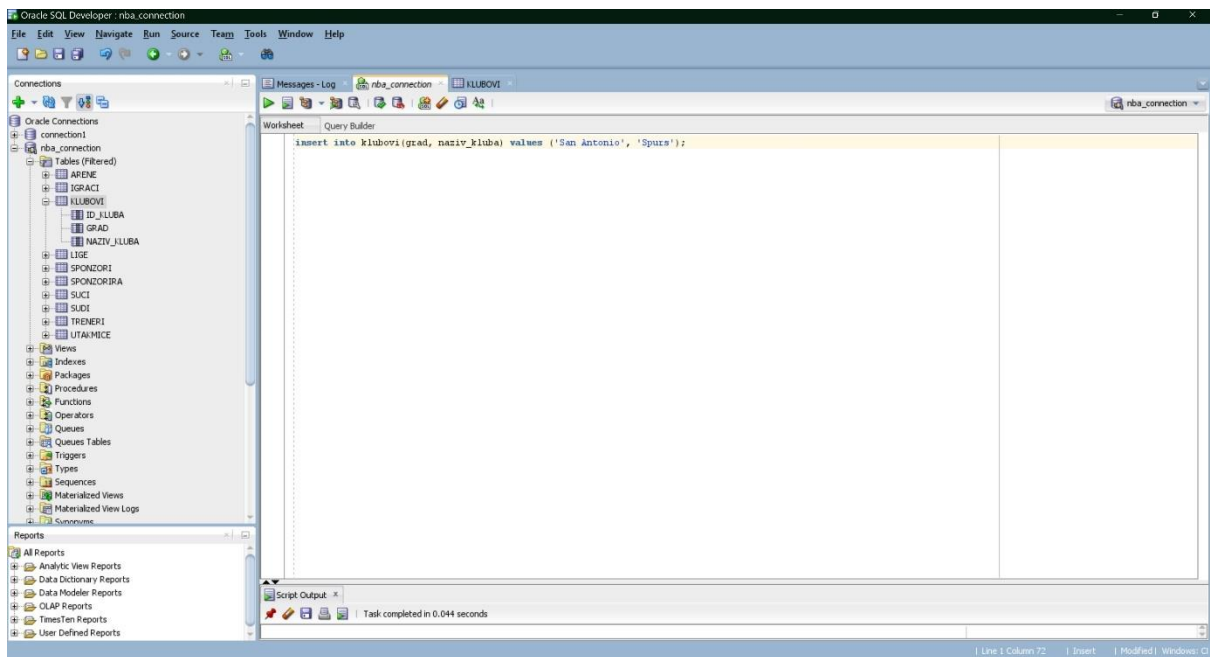 Oracle SQL Developer : nba_connection
File Edit View Navigate Run Source Team Tools Window Help
Connections
Oracle Connections
connection1
nba_connection
Tables (Filtered)
ARENE
IGRACI
KLUBOVI
ID_KLUBA
GRAD
NAZIV_KLUBA
LIGE
SPONZORI
SPONZORIRA
SUCI
SUDI
TRENERI
UTAKMICE
Views
Indexes
Packages
Procedures
Functions
Operators
Queues
Queues Tables
Triggers
Types
Sequences
Materialized Views
Materialized View Logs
Synonyms
Reports
All Reports
Analytic View Reports
Data Dictionary Reports
Data Modeler Reports
OLAP Reports
TimesTen Reports
User Defined Reports
Messages - Log nba_connection KLUBOVI
nba_connection
Worksheet Query Builder
insert into klubovi(grad, naziv_kluba) values ('San Antonio', 'Spurs');
Script Output
Task completed in 0.044 seconds
Line 1 Column 72 | Insert | Modified | Windows: Cl